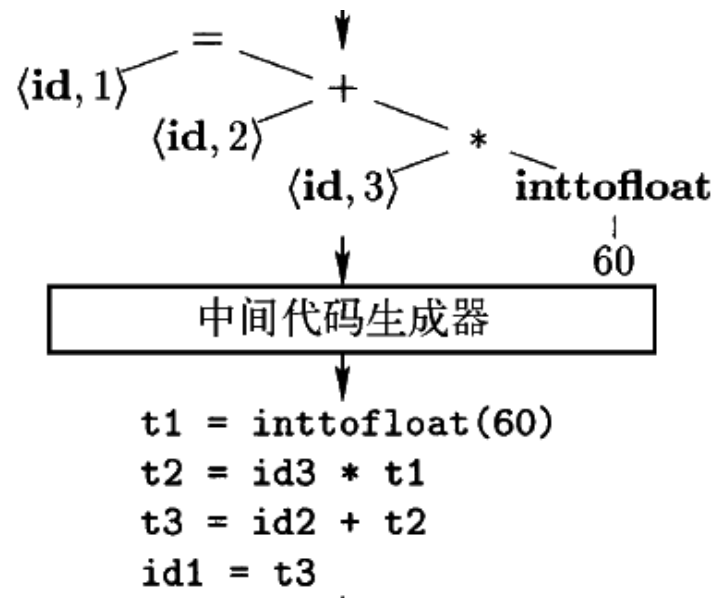 =
⟨id, 1⟩ +
⟨id, 2⟩ *
⟨id, 3⟩ inttofloat
60
中间代码生成器
t1 = inttofloat(60)
t2 = id3 * t1
t3 = id2 + t2
id1 = t3